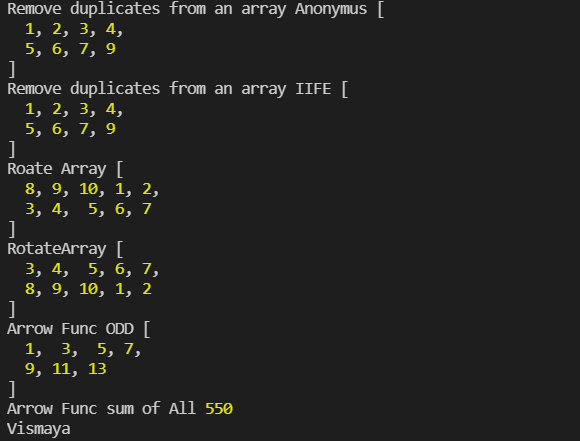 Remove duplicates from an array Anonymus [
  1, 2, 3, 4,
  5, 6, 7, 9
]
Remove duplicates from an array IIFE [
  1, 2, 3, 4,
  5, 6, 7, 9
]
Roate Array [
  8, 9, 10, 1, 2,
  3, 4,  5, 6, 7
]
RotateArray [
  3, 4,  5, 6, 7,
  8, 9, 10, 1, 2
]
Arrow Func ODD [
  1,  3,  5, 7,
  9, 11, 13
]
Arrow Func sum of All 550
Vismaya